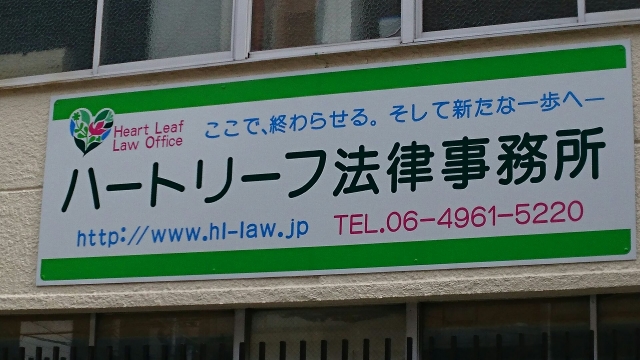 Heart Leaf
Law Office
ここで、終わらせる。そして新たな一歩へ―
ハートリーフ法律事務所
http://www.hl-law.jp TEL.06-4961-5220